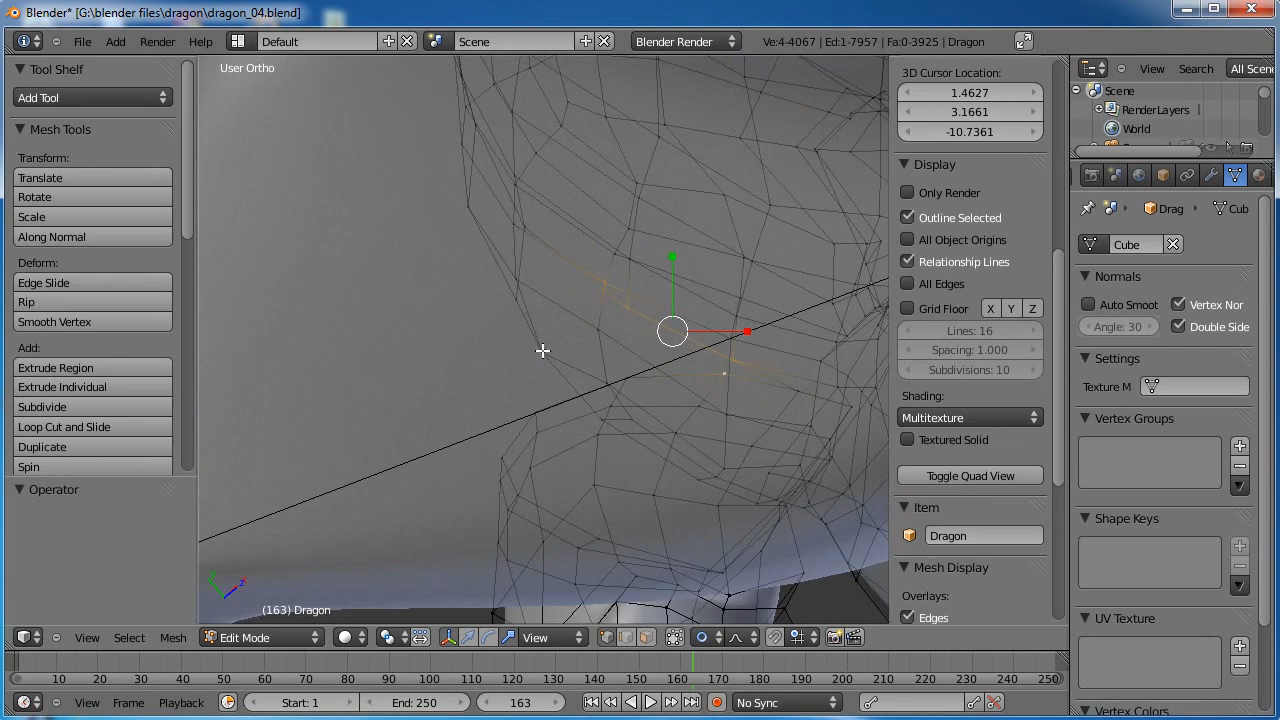 Blender* [G:\blender files\dragon\dragon_04.blend]
File Add Render Help Default Scene Blender Render Ve:4-4067 | Ed:1-7957 | Fa:0-3925 | Dragon
Tool Shelf
Add Tool
Mesh Tools
Transform:
Translate
Rotate
Scale
Along Normal
Deform:
Edge Slide
Rip
Smooth Vertex
Add:
Extrude Region
Extrude Individual
Subdivide
Loop Cut and Slide
Duplicate
Spin
Operator
User Ortho
(163) Dragon
3D Cursor Location:
1.4627
3.1661
-10.7361
Display
Only Render
Outline Selected
All Object Origins
Relationship Lines
All Edges
Grid Floor X Y Z
Lines: 16
Spacing: 1.000
Subdivisions: 10
Shading:
Multitexture
Textured Solid
Toggle Quad View
Item
Dragon
Mesh Display
Overlays:
Edges
View Search All Scene
Scene
RenderLayers
World
Drag Cub
Cube
Normals
Auto Smoot Vertex Nor
Angle: 30 Double Side
Settings
Texture M
Vertex Groups
Shape Keys
UV Texture
Vertex Colors
View Select Mesh Edit Mode View
10 20 30 40 50 60 70 80 90 100 110 120 130 140 150 160 170 180 190 200 210 220 230 240 250
View Frame Playback Start: 1 End: 250 163 No Sync